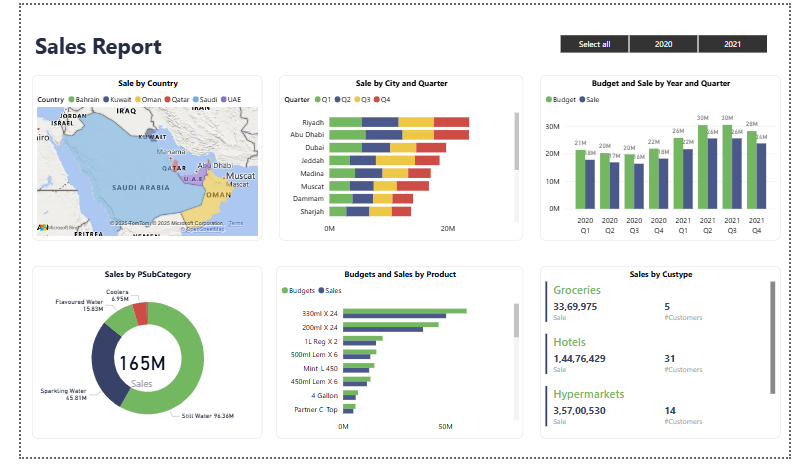 Sales Report
Select all 2020 2021
Sale by Country
Country Bahrain Kuwait Oman Qatar Saudi UAE
JORDAN
ISRAEL
IRAQ
IRAN
KUWAIT
Manama
QATAR
Abu Dhabi
U.A.E.
Muscat
Muscat
SAUDI ARABIA
OMAN
Microsoft Bing
© 2025 TomTom, © 2025 Microsoft Corporation, Terms
© OpenStreetMap
ERITREA
YEMEN
Sale by City and Quarter
Quarter Q1 Q2 Q3 Q4
Riyadh
Abu Dhabi
Dubai
Jeddah
Madina
Muscat
Dammam
Sharjah
0M 20M
Budget and Sale by Year and Quarter
Budget Sale
30M
20M
10M
0M
21M 20M 17M 20M 16M 22M 18M 26M 22M 30M 26M 30M 26M 28M 24M
2020 2020 2020 2020 2021 2021 2021 2021
Q1 Q2 Q3 Q4 Q1 Q2 Q3 Q4
Sales by PSubCategory
Coolers
6.95M
Flavoured Water
15.83M
165M
Sales
Sparkling Water
45.81M
Still Water 96.36M
Budgets and Sales by Product
Budgets Sales
330ml X 24
200ml X 24
1L Reg X 2
500ml Lem X 6
Mint L 450
450ml Lem X 6
4 Gallon
Partner C Top
0M 50M
Sales by Custype
Groceries
33,69,975 5
Sale #Customers
Hotels
1,44,76,429 31
Sale #Customers
Hypermarkets
3,57,00,530 14
Sale #Customers